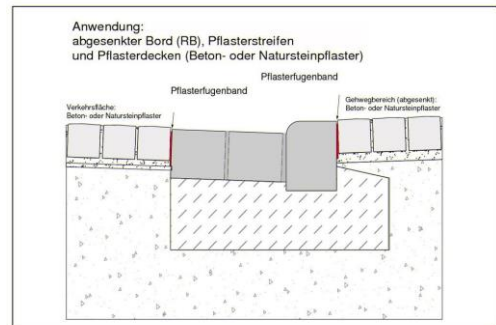 Anwendung:
abgesenkter Bord (RB), Pflasterstreifen
und Pflasterdecken (Beton- oder Natursteinpflaster)
Pflasterfugenband
Pflasterfugenband
Verkehrsfläche:
Beton- oder Natursteinpflaster
Gehwegbereich (abgesenkt):
Beton- oder Natursteinpflaster